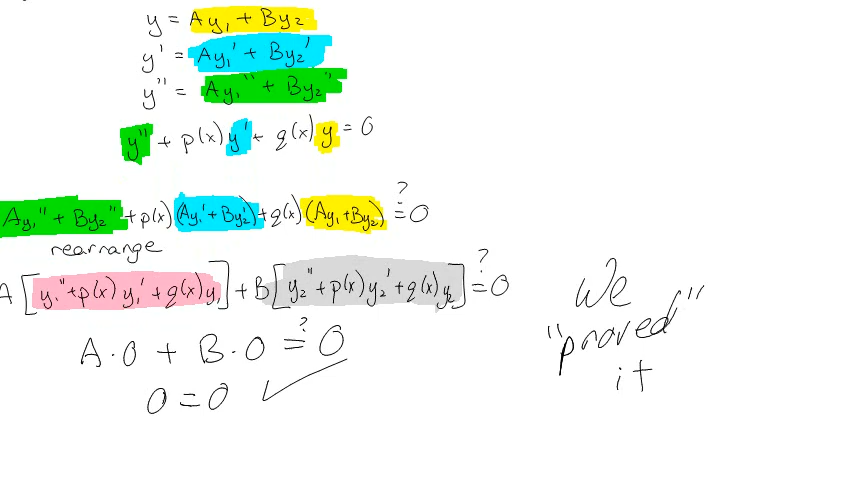 y = Ay₁ + By₂
y' = Ay₁' + By₂'
y'' = Ay₁'' + By₂''
y'' + p(x) y' + q(x) y = 0
Ay₁'' + By₂'' + p(x) (Ay₁' + By₂') + q(x) (Ay₁ + By₂) ≟ 0
rearrange
A [y₁'' + p(x) y₁' + q(x) y₁] + B [y₂'' + p(x) y₂' + q(x) y₂] ≟ 0
A · 0 + B · 0 ≟ 0
0 = 0 ✓
We
"proved"
it